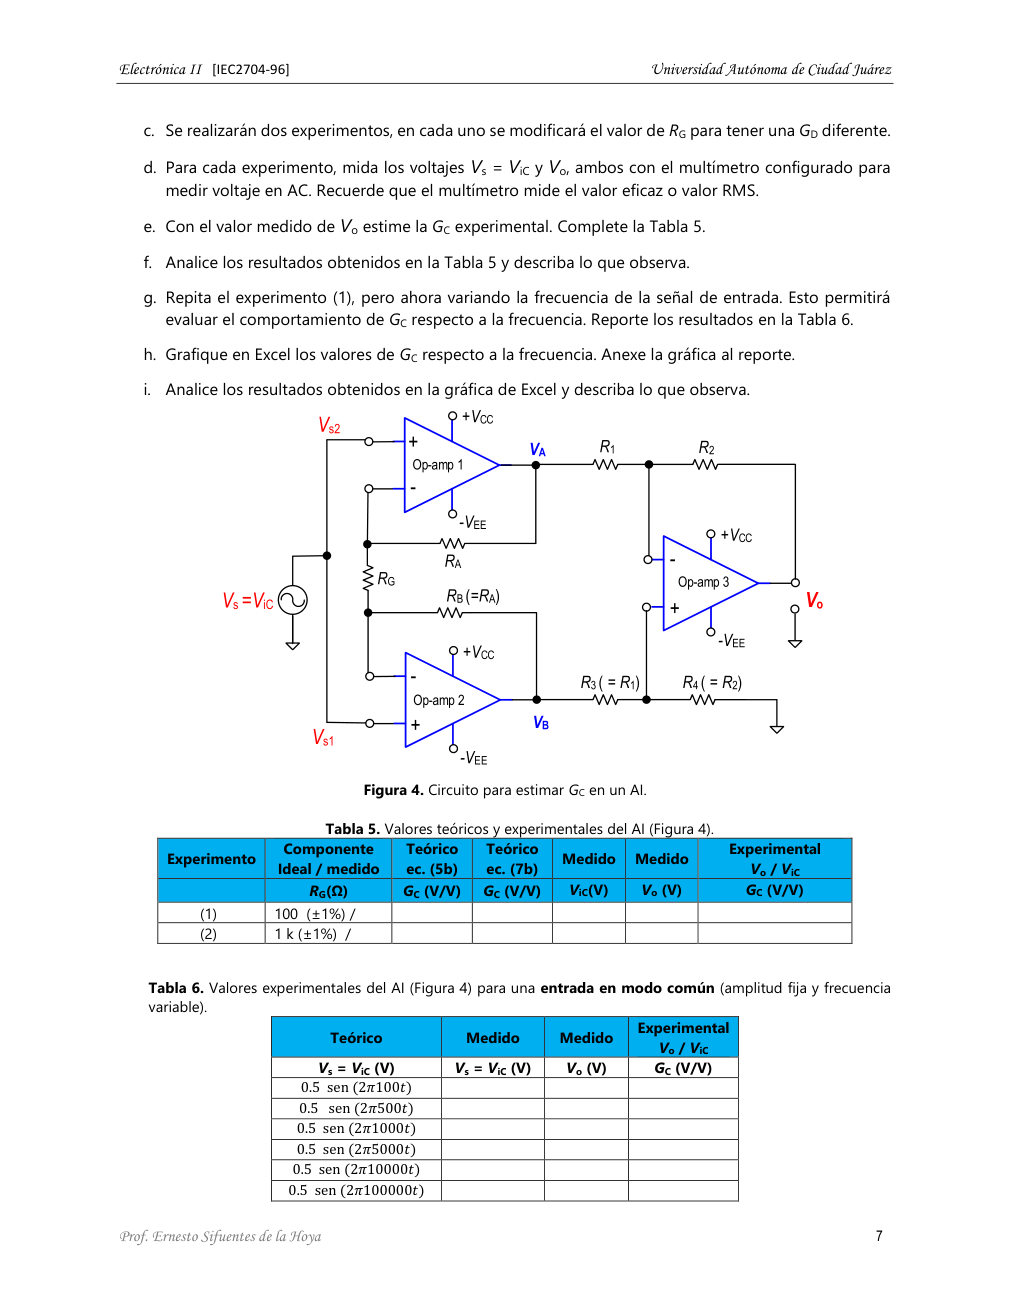 Electrónica II [IEC2704-96] Universidad Autónoma de Ciudad Juárez
c. Se realizarán dos experimentos, en cada uno se modificará el valor de RG para tener una GD diferente.
d. Para cada experimento, mida los voltajes Vs = ViC y Vo, ambos con el multímetro configurado para
medir voltaje en AC. Recuerde que el multímetro mide el valor eficaz o valor RMS.
e. Con el valor medido de Vo estime la GC experimental. Complete la Tabla 5.
f. Analice los resultados obtenidos en la Tabla 5 y describa lo que observa.
g. Repita el experimento (1), pero ahora variando la frecuencia de la señal de entrada. Esto permitirá
evaluar el comportamiento de GC respecto a la frecuencia. Reporte los resultados en la Tabla 6.
h. Grafique en Excel los valores de GC respecto a la frecuencia. Anexe la gráfica al reporte.
i. Analice los resultados obtenidos en la gráfica de Excel y describa lo que observa.
+VCC
Vs2
+
Op-amp 1
-
-VEE
VA
R1
R2
RA
RG
RB (=RA)
Vs =ViC
+VCC
-
Op-amp 3
+
-VEE
Vo
+VCC
-
Op-amp 2
+
-VEE
Vs1
VB
R3 ( = R1)
R4 ( = R2)
Figura 4. Circuito para estimar GC en un AI.
Tabla 5. Valores teóricos y experimentales del AI (Figura 4).
Experimento
Componente
Ideal / medido
Teórico
ec. (5b)
Teórico
ec. (7b)
Medido
Medido
Experimental
Vo / ViC
RG(Ω) GC (V/V) GC (V/V) ViC(V) Vo (V) GC (V/V)
(1) 100 (±1%) /
(2) 1 k (±1%) /
Tabla 6. Valores experimentales del AI (Figura 4) para una entrada en modo común (amplitud fija y frecuencia
variable).
Teórico
Medido
Medido
Experimental
Vo / ViC
Vs = ViC (V) Vs = ViC (V) Vo (V) GC (V/V)
0.5 sen (2π100t)
0.5 sen (2π500t)
0.5 sen (2π1000t)
0.5 sen (2π5000t)
0.5 sen (2π10000t)
0.5 sen (2π100000t)
Prof. Ernesto Sifuentes de la Hoya 7